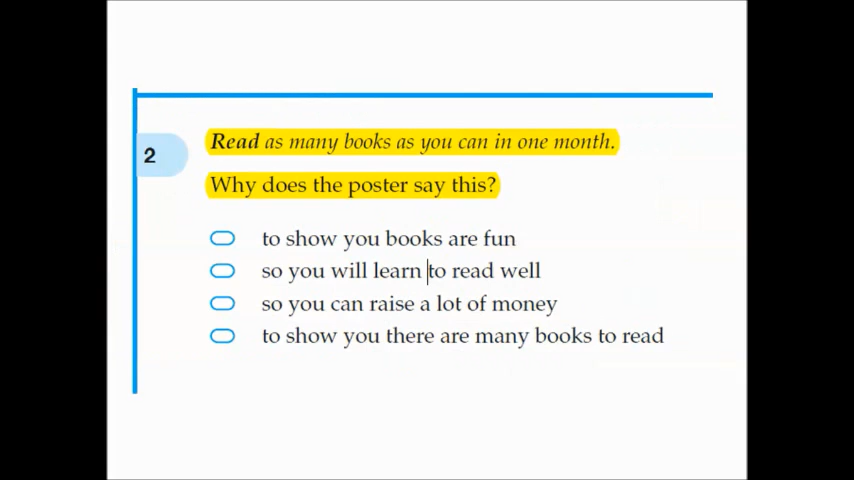 2
Read as many books as you can in one month.
Why does the poster say this?
to show you books are fun
so you will learn to read well
so you can raise a lot of money
to show you there are many books to read